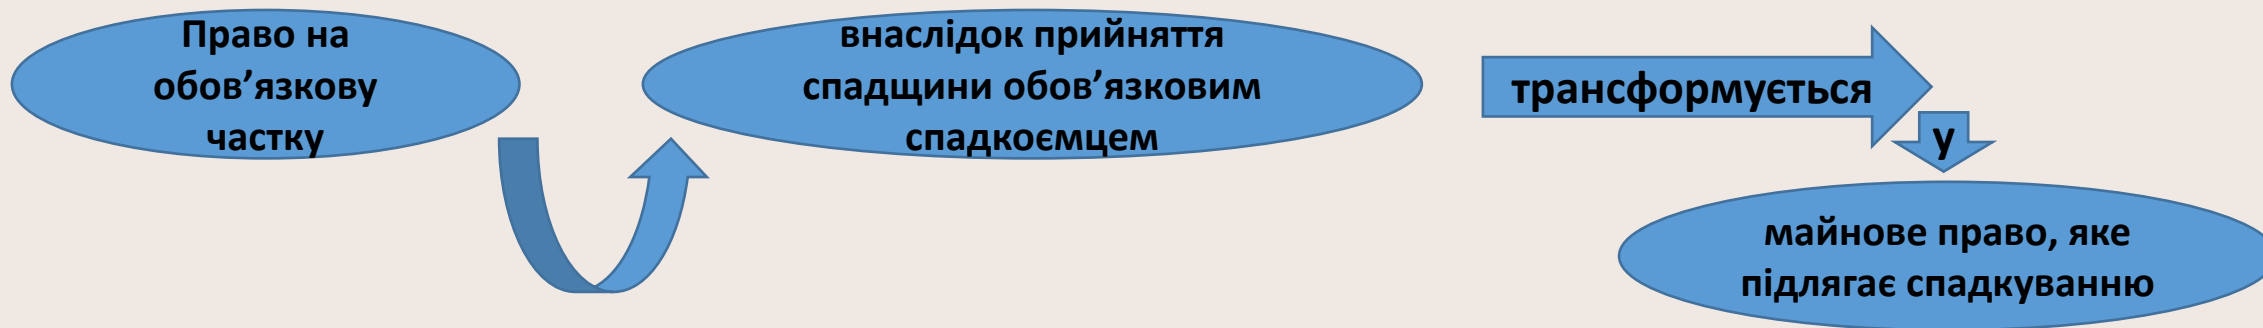 Право на
обов’язкову
частку
внаслідок прийняття
спадщини обов’язковим
спадкоємцем
трансформується
у
майнове право, яке
підлягає спадкуванню